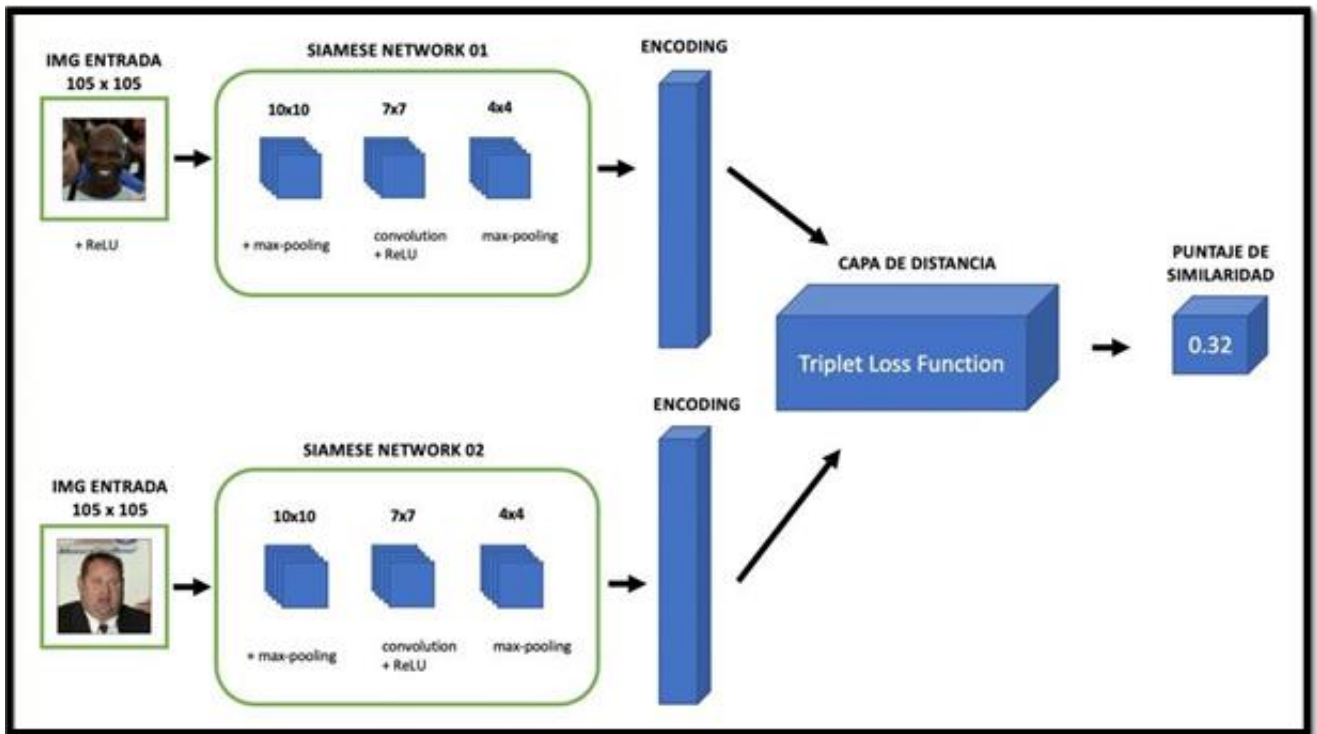 IMG ENTRADA
105 x 105
+ ReLU
SIAMESE NETWORK 01
10x10
7x7
4x4
+ max-pooling
convolution
+ ReLU
max-pooling
ENCODING
CAPA DE DISTANCIA
Triplet Loss Function
PUNTAJE DE
SIMILARIDAD
0.32
IMG ENTRADA
105 x 105
SIAMESE NETWORK 02
10x10
7x7
4x4
+ max-pooling
convolution
+ ReLU
max-pooling
ENCODING